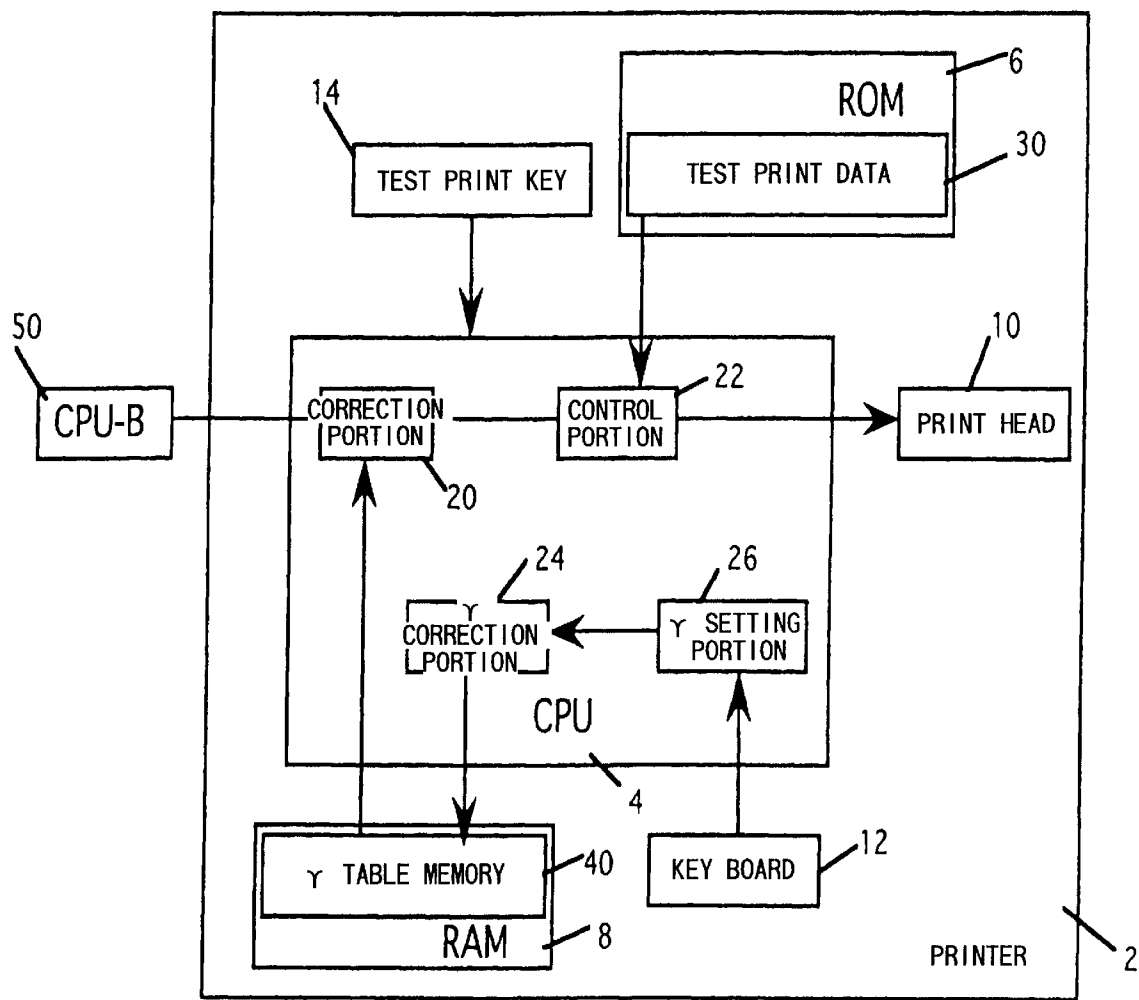 6
ROM
14
30
TEST PRINT KEY
TEST PRINT DATA
50
10
22
CPU-B
CORRECTION
PORTION
CONTROL
PORTION
PRINT HEAD
20
24
26
γ
CORRECTION
PORTION
γ SETTING
PORTION
CPU
4
γ TABLE MEMORY
40
KEY BOARD
12
RAM
8
PRINTER
2